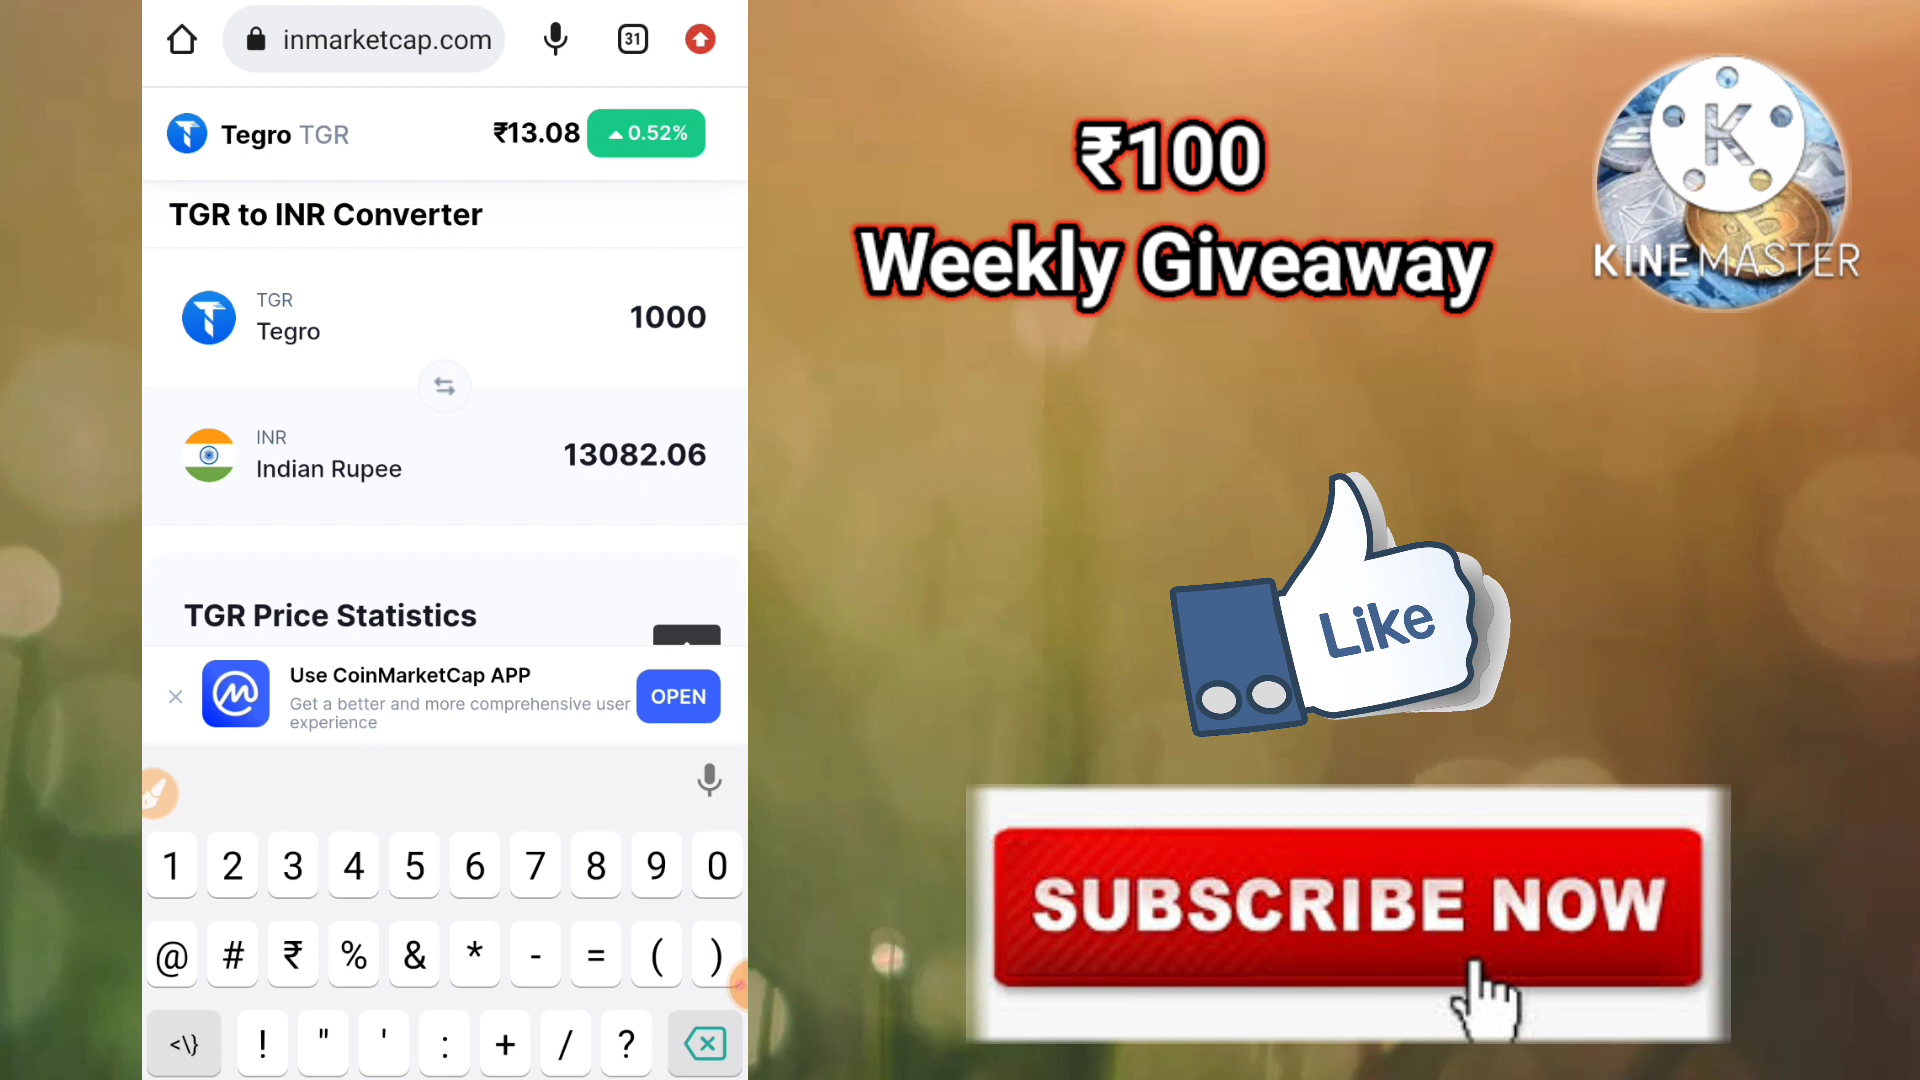 inmarketcap.com
31
Tegro TGR ₹13.08 0.52%
TGR to INR Converter
TGR
Tegro
1000
INR
Indian Rupee
13082.06
TGR Price Statistics
Use CoinMarketCap APP
Get a better and more comprehensive user
experience
OPEN
1 2 3 4 5 6 7 8 9 0
@ # ₹ % & * - = ( )
<\} ! " ' : + / ?
₹100
Weekly Giveaway
K
KINEMASTER
Like
SUBSCRIBE NOW